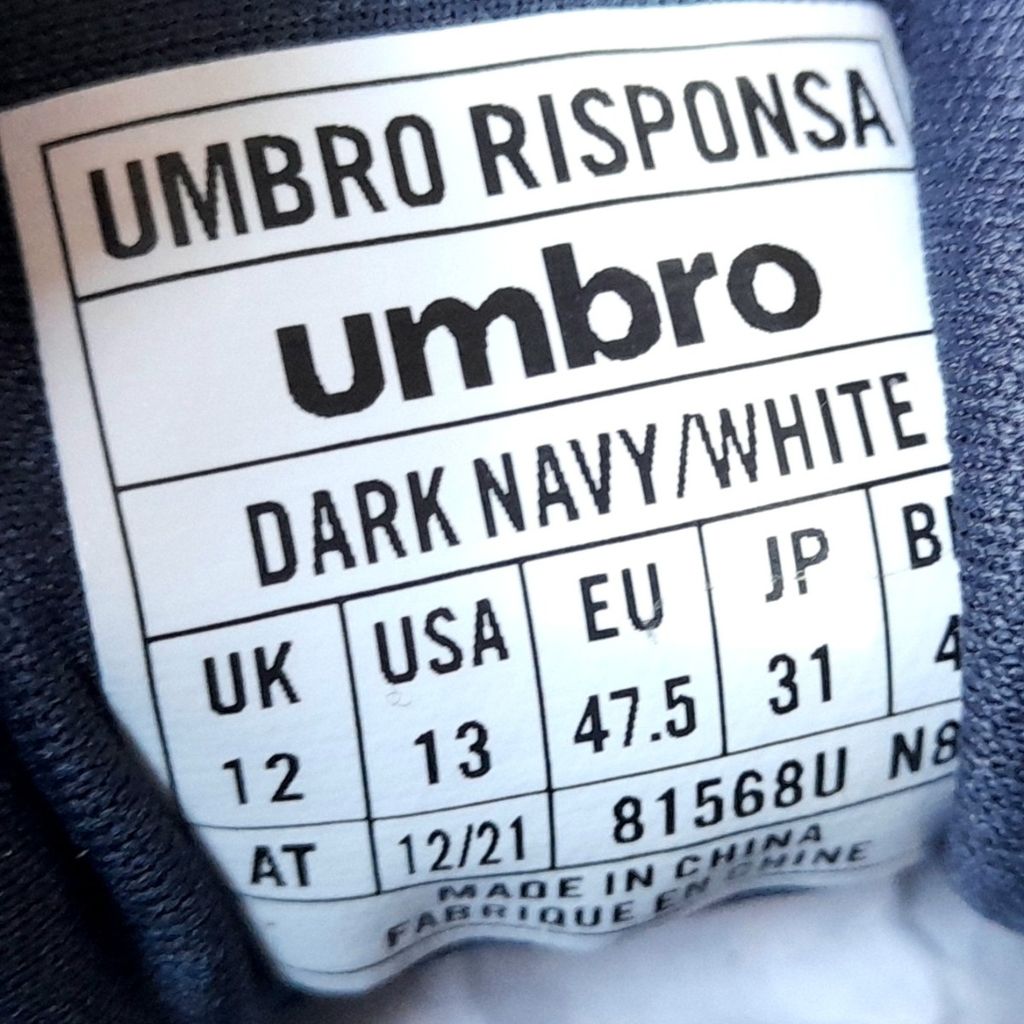 UMBRO RISPONSA
umbro
DARK NAVY/WHITE
UK USA EU JP
12 13 47.5 31
AT 12/21 81568U
MADE IN CHINA
FABRIQUE EN CHINE